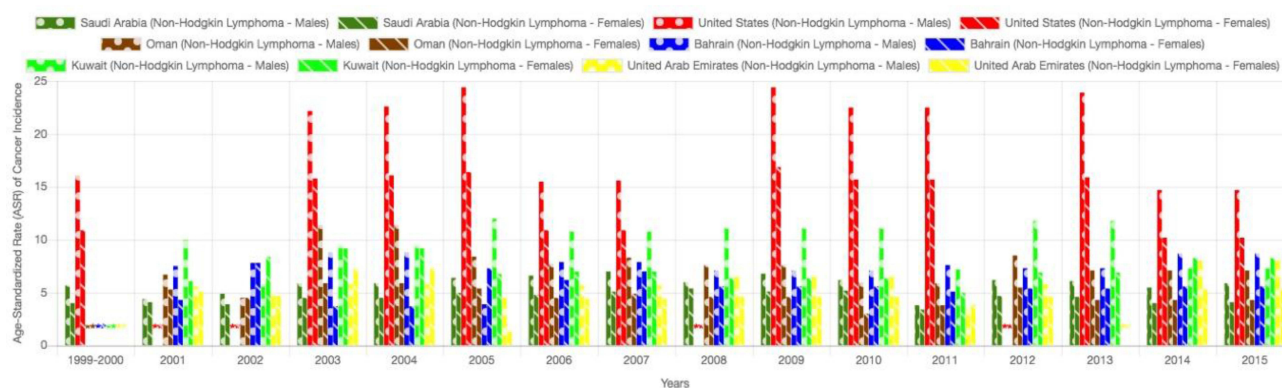 Saudi Arabia (Non-Hodgkin Lymphoma - Males) Saudi Arabia (Non-Hodgkin Lymphoma - Females) United States (Non-Hodgkin Lymphoma - Males) United States (Non-Hodgkin Lymphoma - Females)
Oman (Non-Hodgkin Lymphoma - Males) Oman (Non-Hodgkin Lymphoma - Females) Bahrain (Non-Hodgkin Lymphoma - Males) Bahrain (Non-Hodgkin Lymphoma - Females)
Kuwait (Non-Hodgkin Lymphoma - Males) Kuwait (Non-Hodgkin Lymphoma - Females) United Arab Emirates (Non-Hodgkin Lymphoma - Males) United Arab Emirates (Non-Hodgkin Lymphoma - Females)
Age-Standardized Rate (ASR) of Cancer Incidence
25
20
15
10
5
0
1999-2000 2001 2002 2003 2004 2005 2006 2007 2008 2009 2010 2011 2012 2013 2014 2015
Years